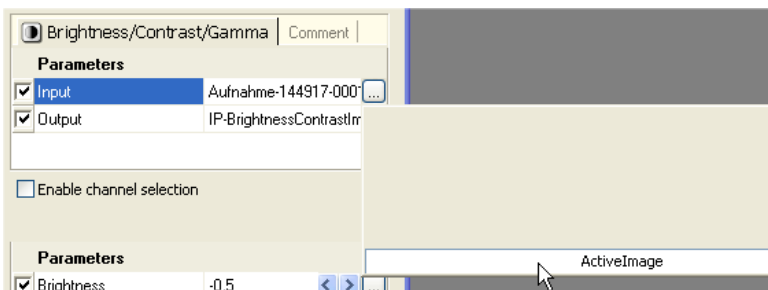 Brightness/Contrast/Gamma Comment
Parameters
Input Aufnahme-144917-0001 ...
Output IP-BrightnessContrastIm
Enable channel selection
Parameters
ActiveImage
Brightness -0.5 < > ...